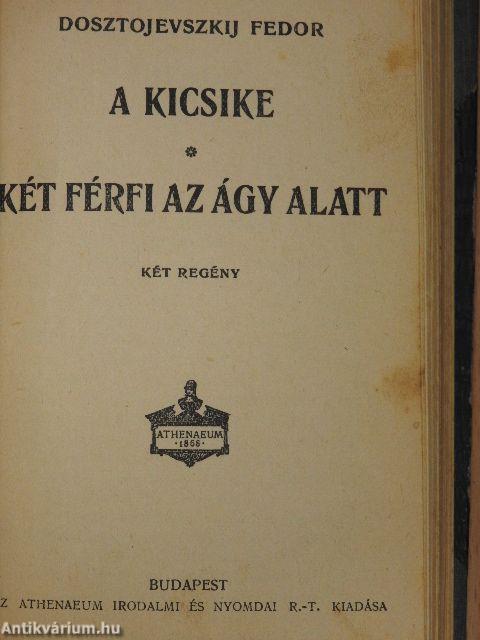 DOSZTOJEVSZKIJ FEDOR
A KICSIKE
*
KÉT FÉRFI AZ ÁGY ALATT
KÉT REGÉNY
ATHENAEUM
·1868·
BUDAPEST
Z ATHENAEUM IRODALMI ÉS NYOMDAI R.-T. KIADÁSA
Antikvárium.hu